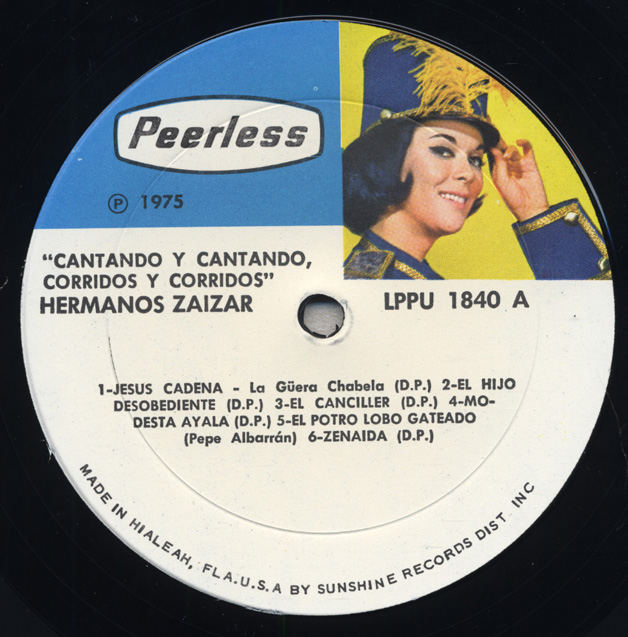 Peerless
Ⓟ 1975
"CANTANDO Y CANTANDO,
CORRIDOS Y CORRIDOS"
HERMANOS ZAIZAR
LPPU 1840 A
1-JESUS CADENA - La Güera Chabela (D.P.) 2-EL HIJO
DESOBEDIENTE (D.P.) 3-EL CANCILLER (D.P.) 4-MO-
DESTA AYALA (D.P.) 5-EL POTRO LOBO GATEADO
(Pepe Albarrán) 6-ZENAIDA (D.P.)
MADE IN HIALEAH, FLA.U.S.A BY SUNSHINE RECORDS DIST. INC